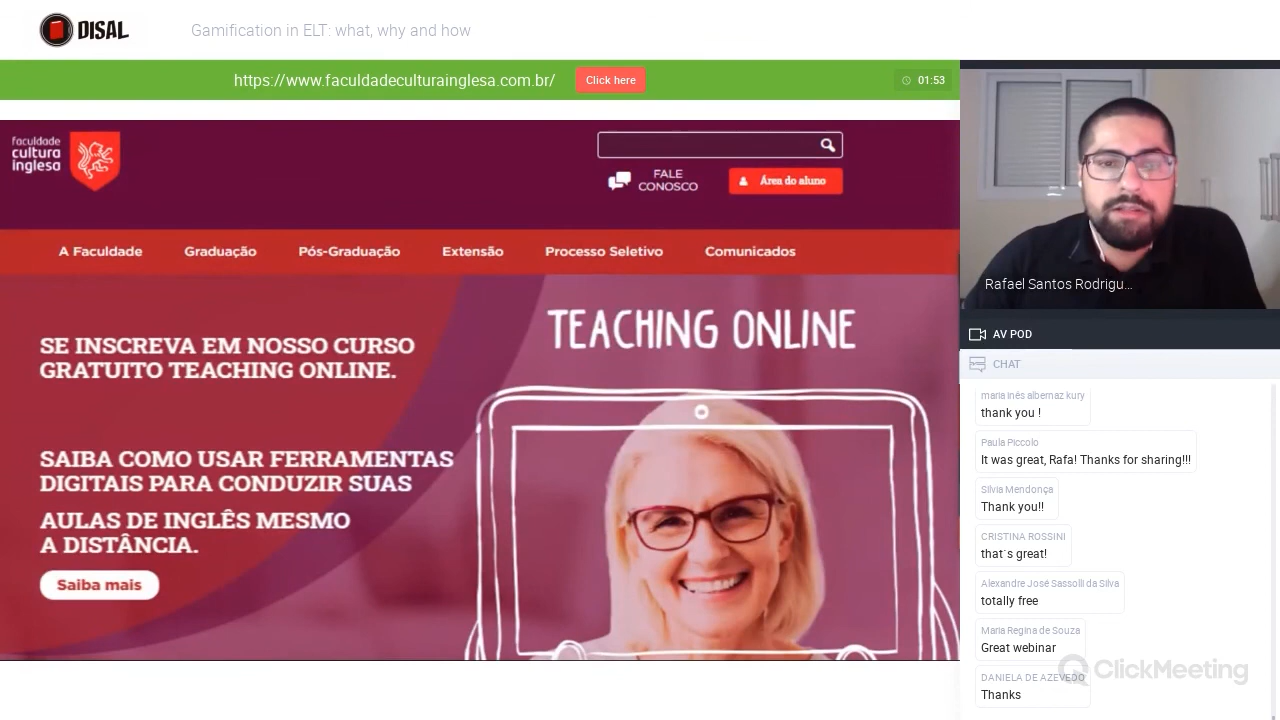 DISAL
Gamification in ELT: what, why and how
https://www.faculdadeculturainglesa.com.br/
Click here
01:53
faculdade
cultura
inglesa
FALE
CONOSCO
Área do aluno
A Faculdade
Graduação
Pós-Graduação
Extensão
Processo Seletivo
Comunicados
SE INSCREVA EM NOSSO CURSO
GRATUITO TEACHING ONLINE.
SAIBA COMO USAR FERRAMENTAS
DIGITAIS PARA CONDUZIR SUAS
AULAS DE INGLÊS MESMO
A DISTÂNCIA.
Saiba mais
TEACHING ONLINE
Rafael Santos Rodrigu...
AV POD
CHAT
maria inês albernaz kury
thank you !
Paula Piccolo
It was great, Rafa! Thanks for sharing!!!
Silvia Mendonça
Thank you!!
CRISTINA ROSSINI
that´s great!
Alexandre José Sassolli da Silva
totally free
Maria Regina de Souza
Great webinar
DANIELA DE AZEVEDO
Thanks
ClickMeeting